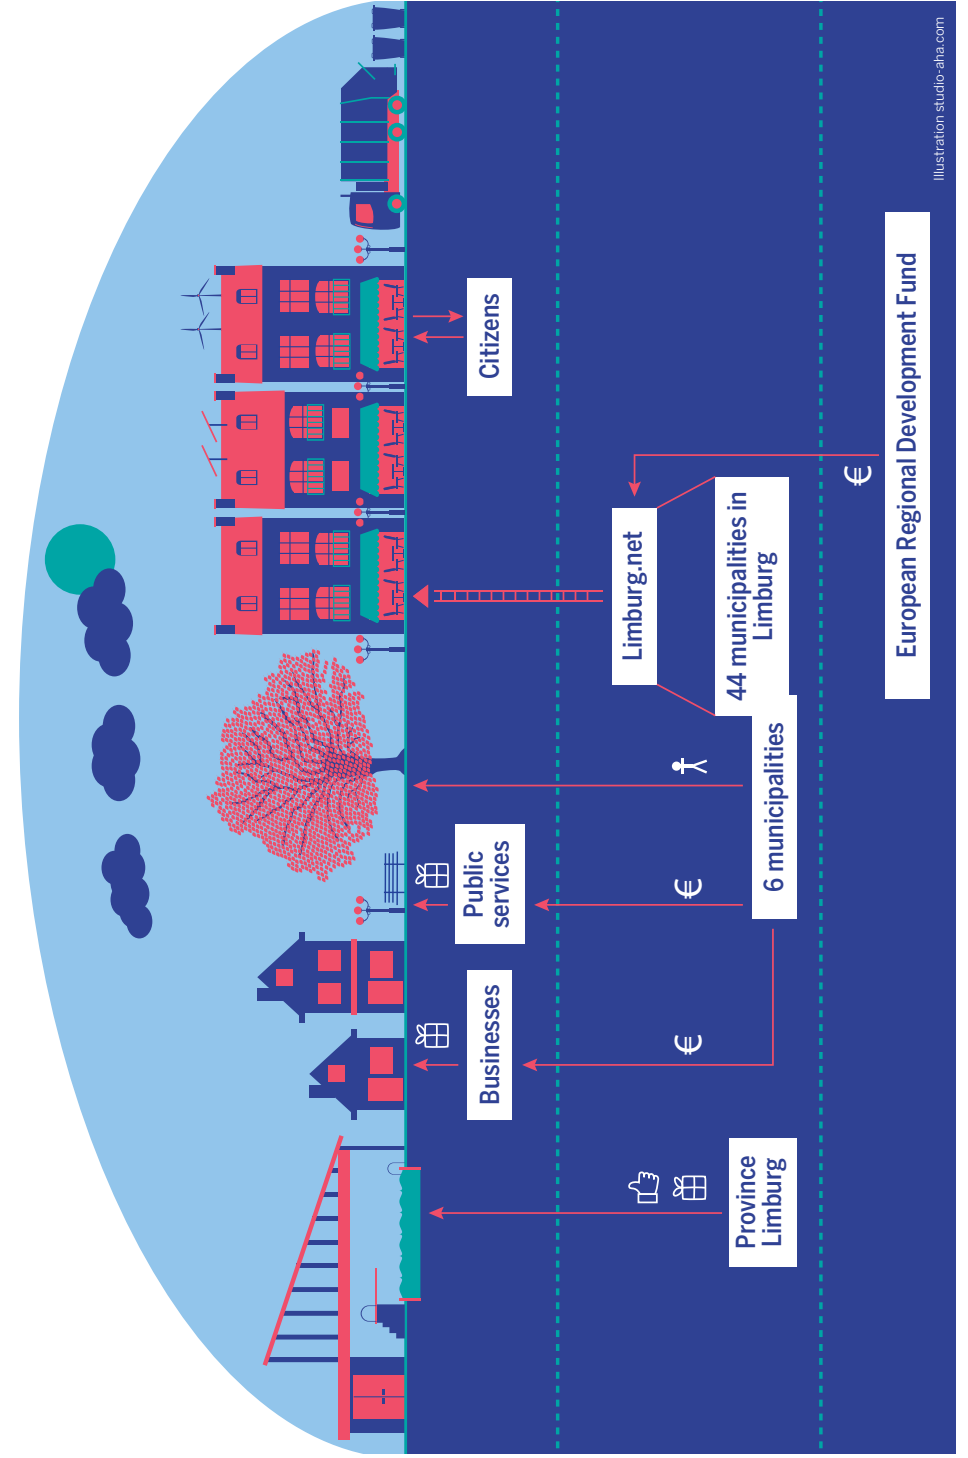 Province
Limburg
Businesses
Public
services
Citizens
Limburg.net
44 municipalities in
Limburg
6 municipalities
European Regional Development Fund
€
€
€
Illustration studio-aha.com